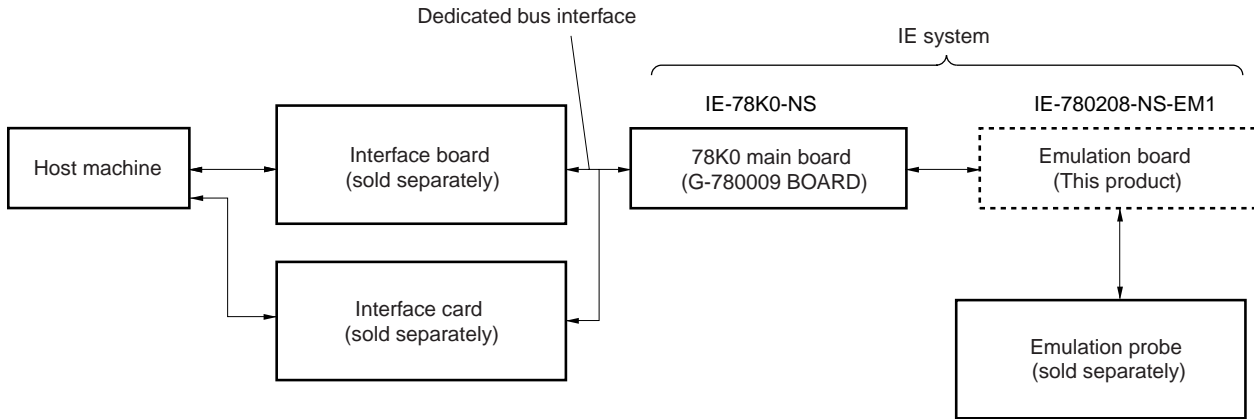 Dedicated bus interface
IE system
IE-78K0-NS
IE-780208-NS-EM1
Host machine
Interface board
(sold separately)
78K0 main board
(G-780009 BOARD)
Emulation board
(This product)
Interface card
(sold separately)
Emulation probe
(sold separately)